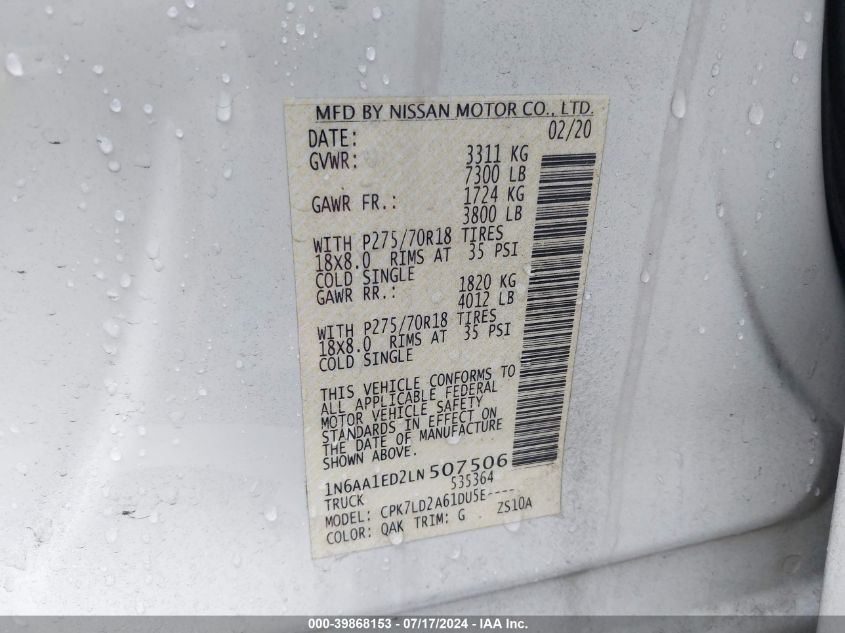 MFD BY NISSAN MOTOR CO., LTD.
DATE: 02/20
GVWR: 3311 KG
7300 LB
GAWR FR.: 1724 KG
3800 LB
WITH P275/70R18 TIRES
18X8.0 RIMS AT 35 PSI
COLD SINGLE
GAWR RR.: 1820 KG
4012 LB
WITH P275/70R18 TIRES
18X8.0 RIMS AT 35 PSI
COLD SINGLE
THIS VEHICLE CONFORMS TO
ALL APPLICABLE FEDERAL
MOTOR VEHICLE SAFETY
STANDARDS IN EFFECT ON
THE DATE OF MANUFACTURE
SHOWN ABOVE.
1N6AA1ED2LN507506
TRUCK 535364
MODEL: CPK7LD2A61DU5E----
COLOR: QAK TRIM: G ZS10A
000-39868153 - 07/17/2024 - IAA Inc.